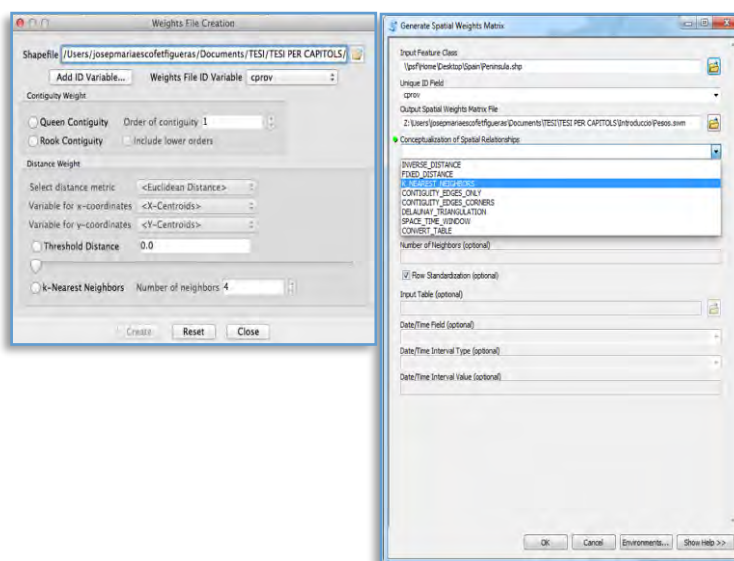 Weights File Creation
Shapefile /Users/josepmariaescofetfigueras/Documents/TESI/TESI PER CAPITOLS/
Add ID Variable... Weights File ID Variable cprov
Contiguity Weight
Queen Contiguity Order of contiguity 1
Rook Contiguity Include lower orders
Distance Weight
Select distance metric <Euclidean Distance>
Variable for x-coordinates <X-Centroids>
Variable for y-coordinates <Y-Centroids>
Threshold Distance 0.0
k-Nearest Neighbors Number of neighbors 4
Create Reset Close
Generate Spatial Weights Matrix
Input Feature Class
\\psf\Home\Desktop\Spain\Peninsula.shp
Unique ID Field
cprov
Output Spatial Weights Matrix File
Z:\Users\josepmariaescofetfigueras\Documents\TESI\TESI PER CAPITOLS\Introduccio\Pesos.swm
Conceptualization of Spatial Relationships
INVERSE_DISTANCE
FIXED_DISTANCE
K_NEAREST_NEIGHBORS
CONTIGUITY_EDGES_ONLY
CONTIGUITY_EDGES_CORNERS
DELAUNAY_TRIANGULATION
SPACE_TIME_WINDOW
CONVERT_TABLE
Number of Neighbors (optional)
Row Standardization (optional)
Input Table (optional)
Date/Time Field (optional)
Date/Time Interval Type (optional)
Date/Time Interval Value (optional)
OK Cancel Environments... Show Help >>